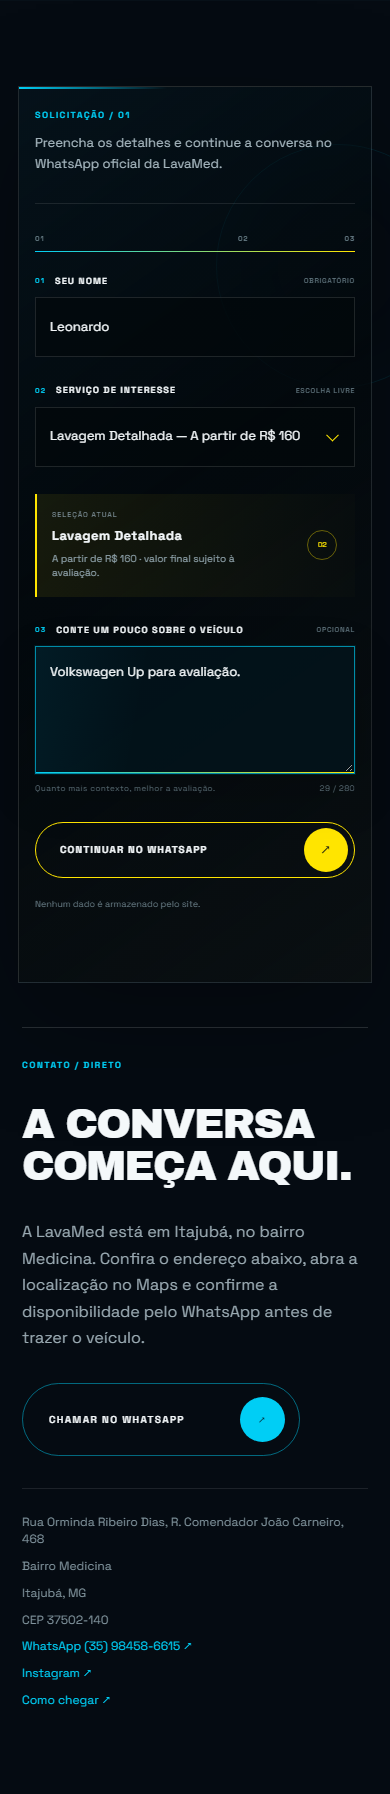 SOLICITAÇÃO / 01
Preencha os detalhes e continue a conversa no
WhatsApp oficial da LavaMed.
01 02 03
01 SEU NOME OBRIGATÓRIO
Leonardo
02 SERVIÇO DE INTERESSE ESCOLHA LIVRE
Lavagem Detalhada — A partir de R$ 160
SELEÇÃO ATUAL
Lavagem Detalhada
A partir de R$ 160 · valor final sujeito à
avaliação.
02
03 CONTE UM POUCO SOBRE O VEÍCULO OPCIONAL
Volkswagen Up para avaliação.
Quanto mais contexto, melhor a avaliação. 29 / 280
CONTINUAR NO WHATSAPP ↗
Nenhum dado é armazenado pelo site.
CONTATO / DIRETO
A CONVERSA
COMEÇA AQUI.
A LavaMed está em Itajubá, no bairro
Medicina. Confira o endereço abaixo, abra a
localização no Maps e confirme a
disponibilidade pelo WhatsApp antes de
trazer o veículo.
CHAMAR NO WHATSAPP ↗
Rua Orminda Ribeiro Dias, R. Comendador João Carneiro,
468
Bairro Medicina
Itajubá, MG
CEP 37502-140
WhatsApp (35) 98458-6615 ↗
Instagram ↗
Como chegar ↗